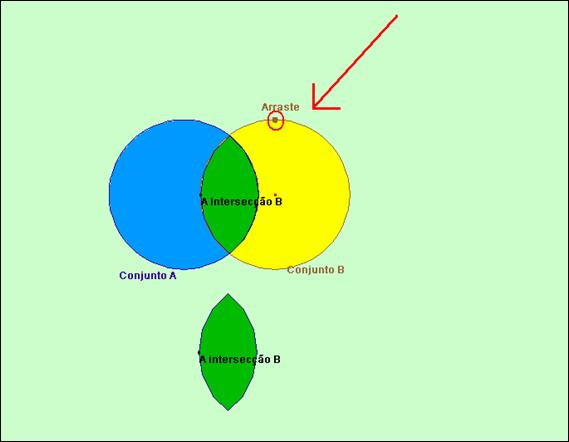 Arraste
A Intersecção B
Conjunto B
Conjunto A
A intersecção B